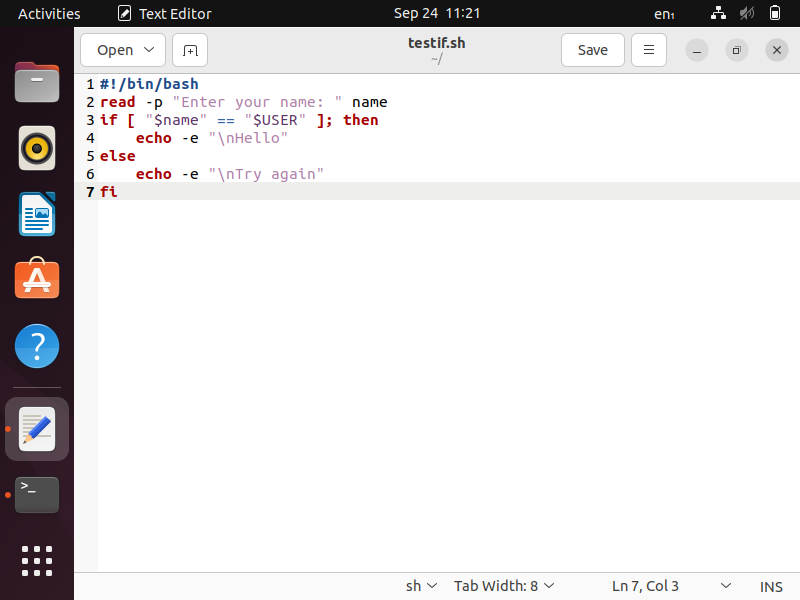 Activities Text Editor Sep 24 11:21 en₁
Open testif.sh Save
~/
1 #!/bin/bash
2 read -p "Enter your name: " name
3 if [ "$name" == "$USER" ]; then
4     echo -e "\nHello"
5 else
6     echo -e "\nTry again"
7 fi
>_
sh Tab Width: 8 Ln 7, Col 3 INS